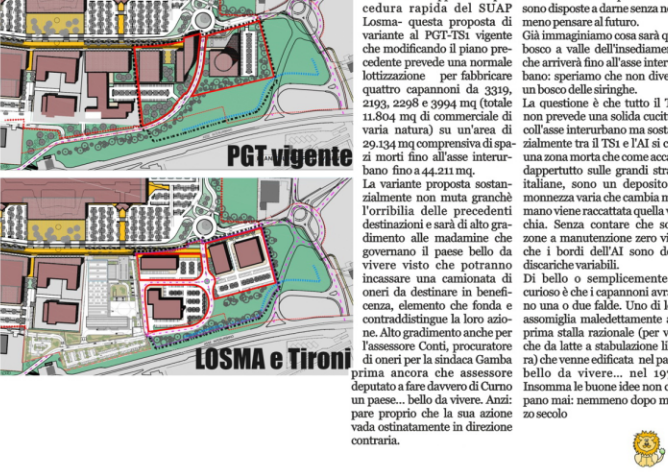 PGT vigente
LOSMA e Tironi
cedura rapida del SUAP
Losma- questa proposta di
variante al PGT-TS1 vigente
che modificando il piano pre-
cedente prevede una normale
lottizzazione per fabbricare
quattro capannoni da 3319,
2193, 2298 e 3994 mq (totale
11.804 mq di commerciale di
varia natura) su un'area di
29.134 mq comprensiva di spa-
zi morti fino all'asse interur-
bano fino a 44.211 mq.
La variante proposta sostan-
zialmente non muta granchè
l'orribilia delle precedenti
destinazioni e sarà di alto gra-
dimento alle madamine che
governano il paese bello da
vivere visto che potranno
incassare una camionata di
oneri da destinare in benefi-
cenza, elemento che fonda e
contraddistingue la loro azio-
ne. Alto gradimento anche per
l'assessore Conti, procuratore
di oneri per la sindaca Gamba
prima ancora che assessore
deputato a fare davvero di Curno
un paese... bello da vivere. Anzi:
pare proprio che la sua azione
vada ostinatamente in direzione
contraria.
sono disposte a darne senza n
meno pensare al futuro.
Già immaginiamo cosa sarà q
bosco a valle dell'insediame
che arriverà fino all'asse inter
bano: speriamo che non dive
un bosco delle siringhe.
La questione è che tutto il T
non prevede una solida cucit
coll'asse interubano ma sost
zialmente tra il TS1 e l'AI si c
una zona morta che come acca
dappertutto sulle grandi stra
italiane, sono un deposito
monnezza varia che cambia m
mano viene raccattata quella v
chia. Senza contare che so
zone a manutenzione zero vi
che i bordi dell'AI sono de
discariche variabili.
Di bello o semplicemente
curioso è che i capannoni avr
no una o due falde. Uno di l
assomiglia maledettamente a
prima stalla razionale (per v
che da latte a stabulazione li
ra) che venne edificata nel pa
bello da vivere... nel 19
Insomma le buone idee non c
pano mai: nemmeno dopo m
zo secolo